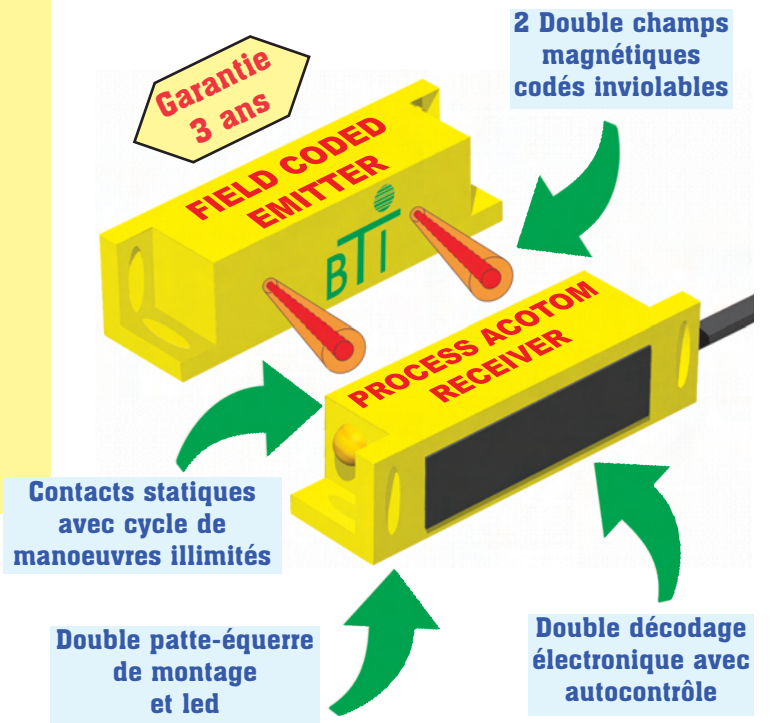 2 Double champs
magnétiques
codés inviolables
Garantie
3 ans
FIELD CODED
EMITTER
BTI
PROCESS ACOTOM
RECEIVER
Contacts statiques
avec cycle de
manoeuvres illimités
Double patte-équerre
de montage
et led
Double décodage
électronique avec
autocontrôle